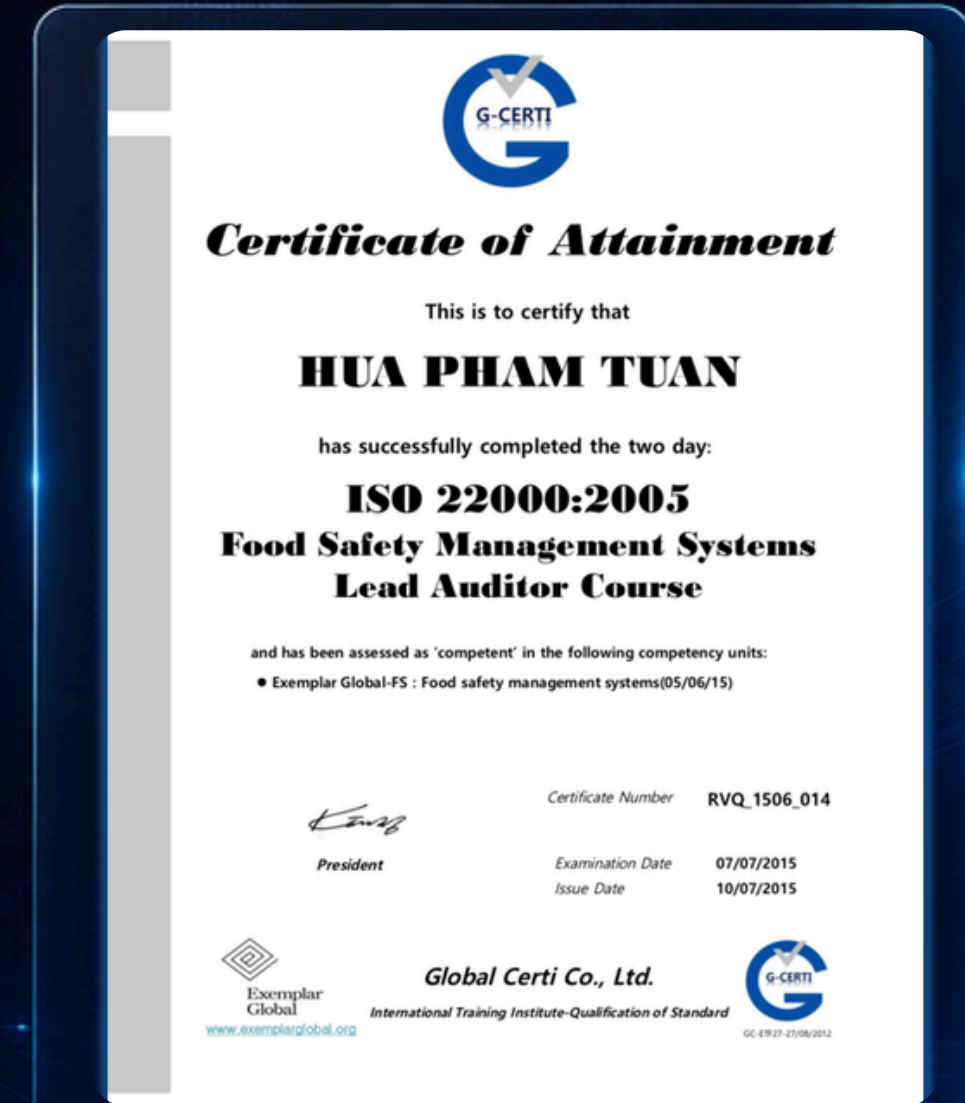 G-CERTI
Certificate of Attainment
This is to certify that
HUA PHAM TUAN
has successfully completed the two day:
ISO 22000:2005
Food Safety Management Systems
Lead Auditor Course
and has been assessed as 'competent' in the following competency units:
● Exemplar Global-FS : Food safety management systems(05/06/15)
Certificate Number RVQ_1506_014
President
Examination Date 07/07/2015
Issue Date 10/07/2015
Exemplar
Global
www.exemplarglobal.org
Global Certi Co., Ltd.
International Training Institute-Qualification of Standard
G-CERTI
GC-ETF27-27/08/2012